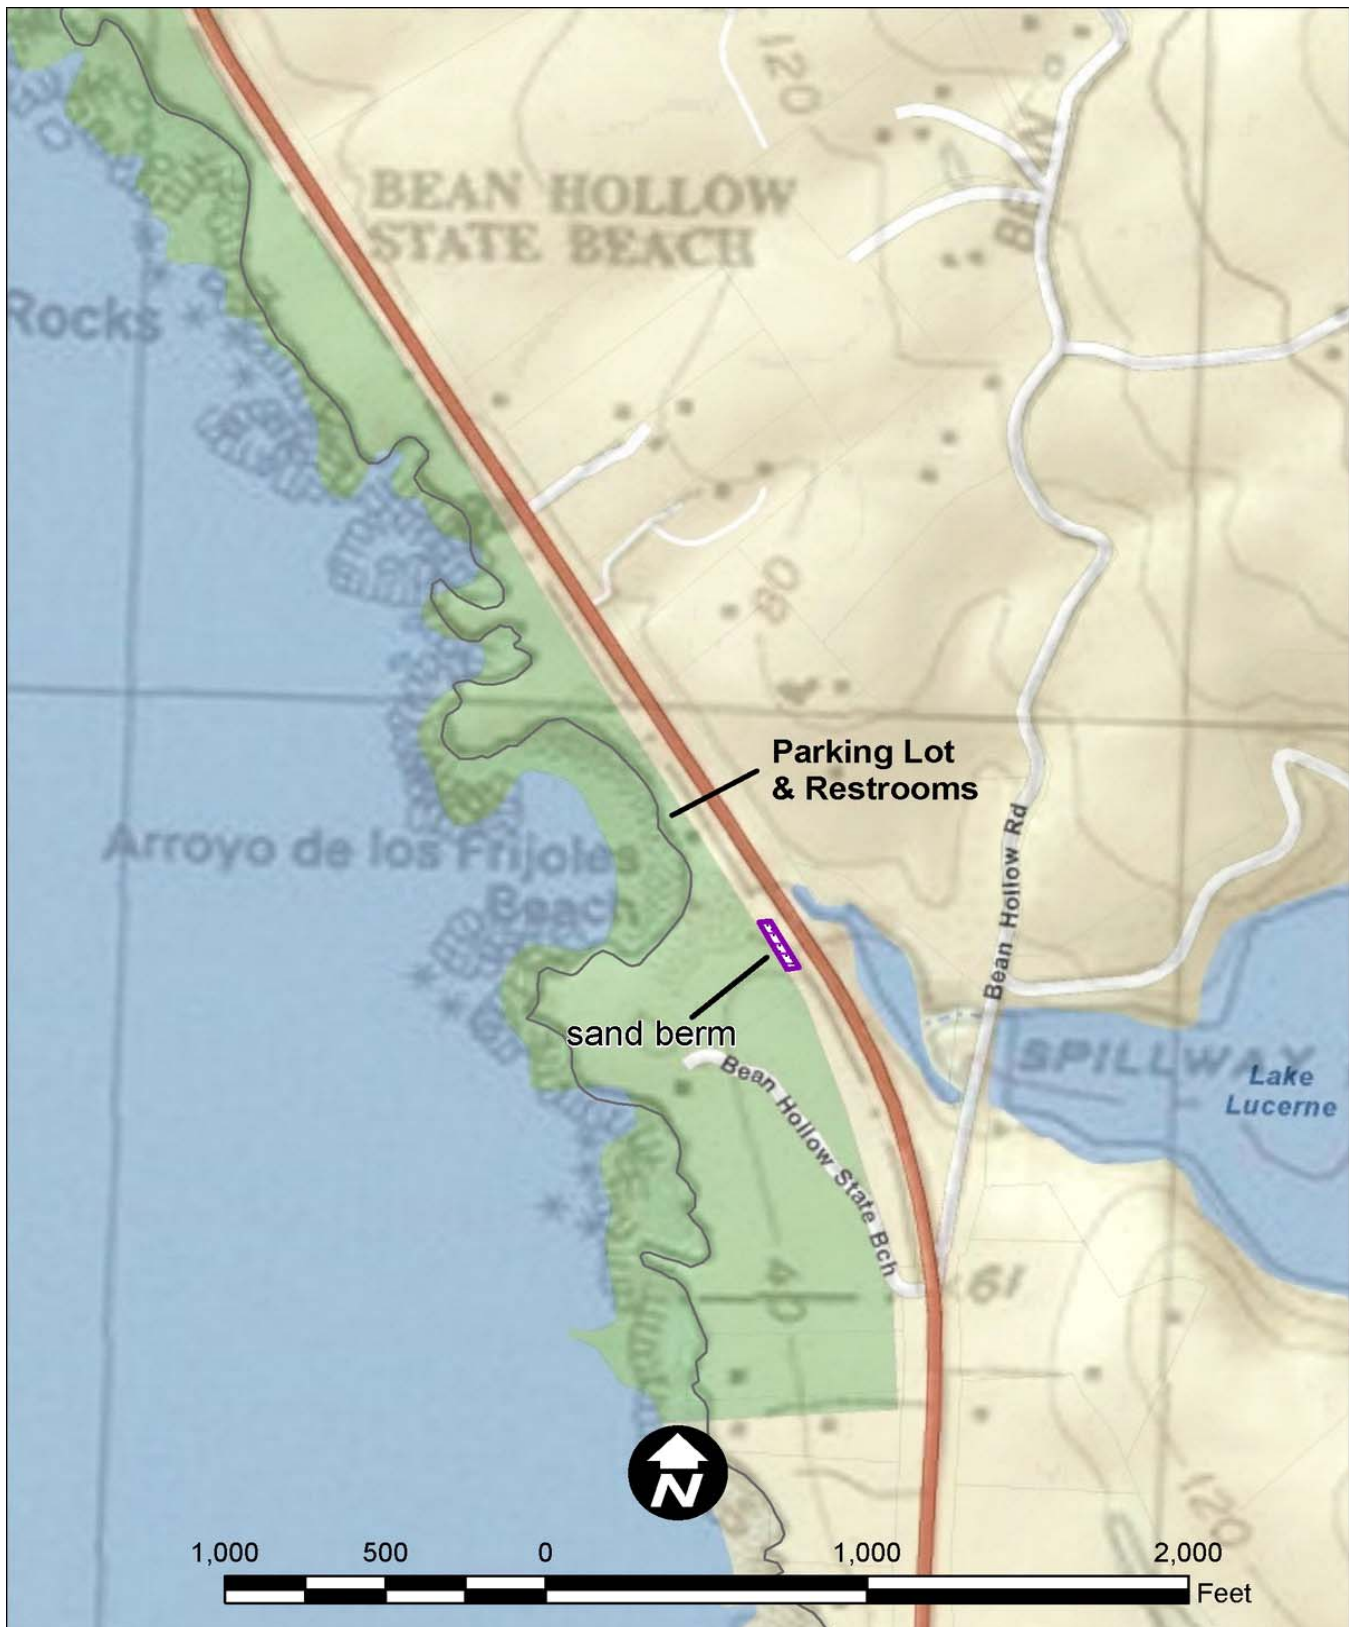 120
BEAN HOLLOW
STATE BEACH
Rocks
80
Parking Lot
& Restrooms
Arroyo de los Frijoles
Beach
Bean Hollow Rd
sand berm
SPILLWAY
Lake
Lucerne
Bean Hollow State Bch
40
19
N
120
1,000 500 0 1,000 2,000
Feet